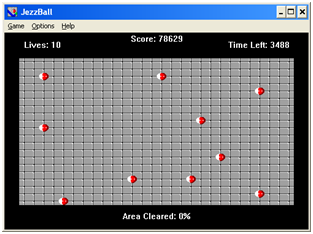 JezzBall
Game Options Help
Lives: 10 Score: 78629 Time Left: 3488
Area Cleared: 0%